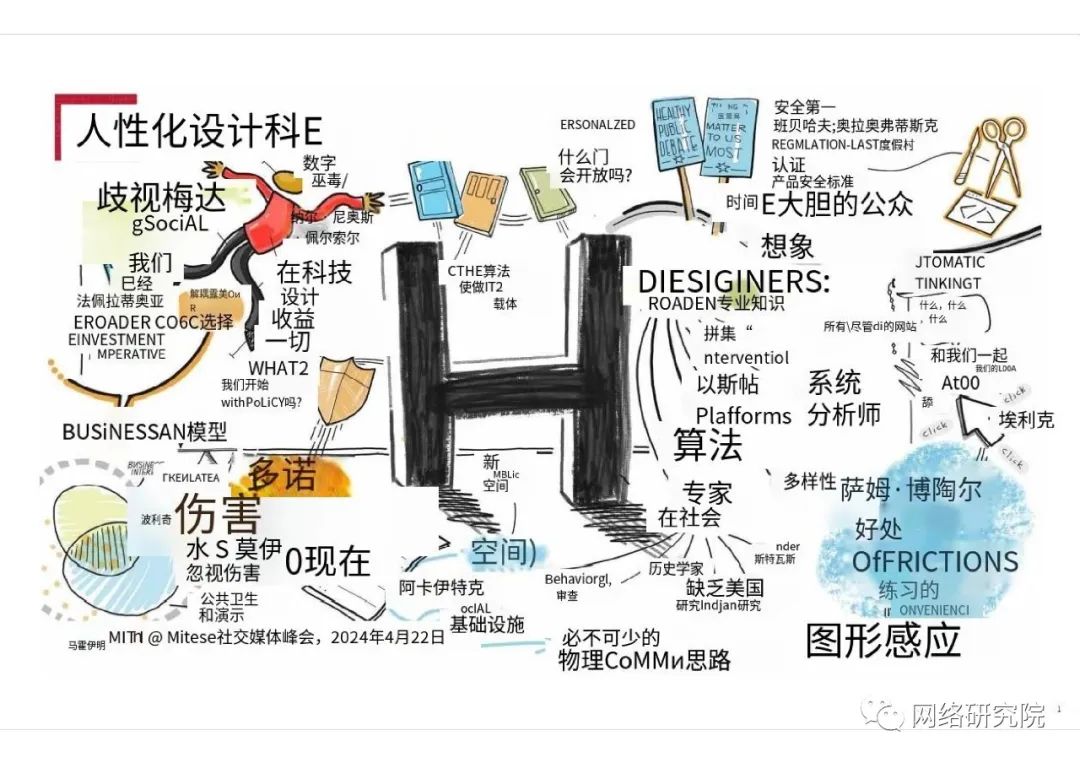 人性化设计科E
数字
巫毒/
歧视梅达
gSociAL
纳尔·尼奥斯
佩尔索尔
我们
巳经
法佩拉蒂奥亚
解耦露美Ои
R
在科技
设计
收益
一切
EROADER CO6C选择
EINVESTMENT
MPERATIVE
WHAT2
我们开始
withPoLiCY吗?
BUSiNESSAN模型
ГКЕИLATEA
多诺
波利奇
伤害
水 S 莫伊
忽视伤害
0现在
公共卫生
和演示
马霍伊明
@ Mitese社交媒体峰会，2024年4月22日
ERSONALZED
什么门
会开放吗?
CTHE算法
使做IT2
载体
新
MBLic
空间
空间)
阿卡伊特克
ocIAL
基础设施
Behaviorgl,
审查
必不可少的
物理CoMMи思路
HEALTHY
PUBLIC
DEBATE
MATTER
TO US
MOST
安全第一
班贝哈夫;奥拉奥弗蒂斯克
REGMLATION-LAST度假村
认证
产品安全标准
时间E大胆的公众
想象
DIESIGINERS:
ROADEN专业知识
拼集“
nterventiol
以斯帖
Plafforms
系统
分析师
算法
专家
在社会
多样性
历史学家
nder
斯特瓦斯
缺乏美国
研究Indjan研究
JTOMATIC
TINKINGT
什么，什么
什么
所有\尽管di的网站
和我们一起
我们的LD0A
At00
舔
click
埃利克
click
click
萨姆·博陶尔
好处
OfFRICTIONS
练习的
ONVENIENCI
图形感应
网络研究院